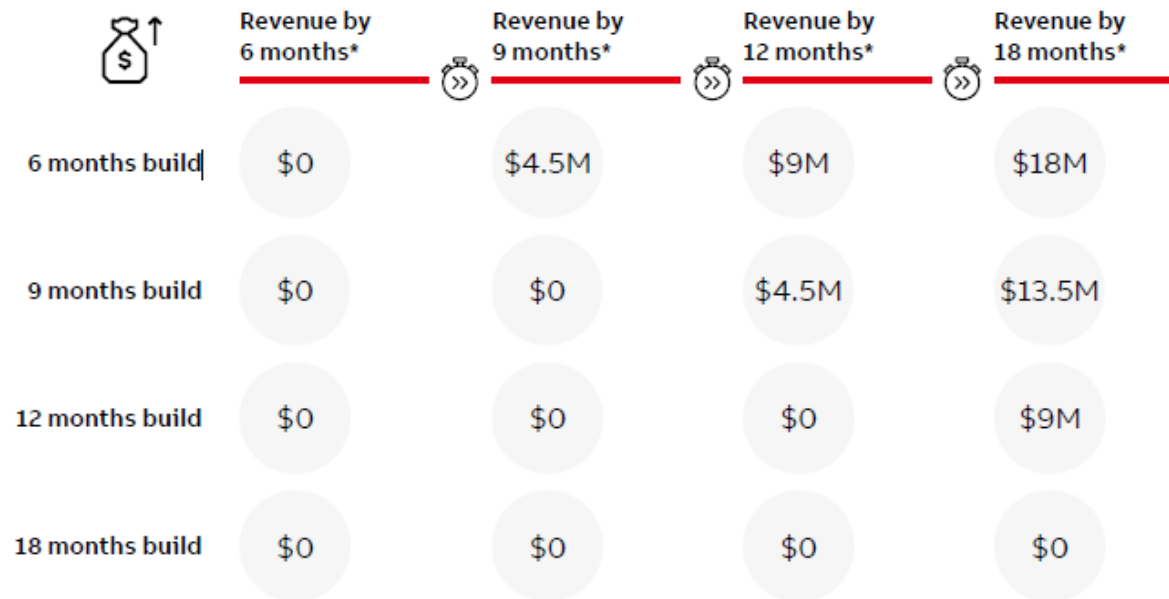 Revenue by
6 months*
Revenue by
9 months*
Revenue by
12 months*
Revenue by
18 months*
$
6 months build $0 $4.5M $9M $18M
9 months build $0 $0 $4.5M $13.5M
12 months build $0 $0 $0 $9M
18 months build $0 $0 $0 $0